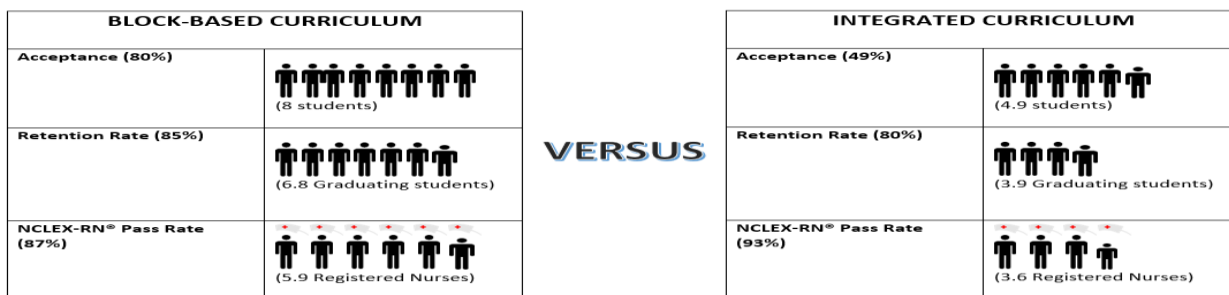 BLOCK-BASED CURRICULUM
Acceptance (80%)
(8 students)
Retention Rate (85%)
(6.8 Graduating students)
NCLEX-RN® Pass Rate
(87%)
(5.9 Registered Nurses)
VERSUS
INTEGRATED CURRICULUM
Acceptance (49%)
(4.9 students)
Retention Rate (80%)
(3.9 Graduating students)
NCLEX-RN® Pass Rate
(93%)
(3.6 Registered Nurses)